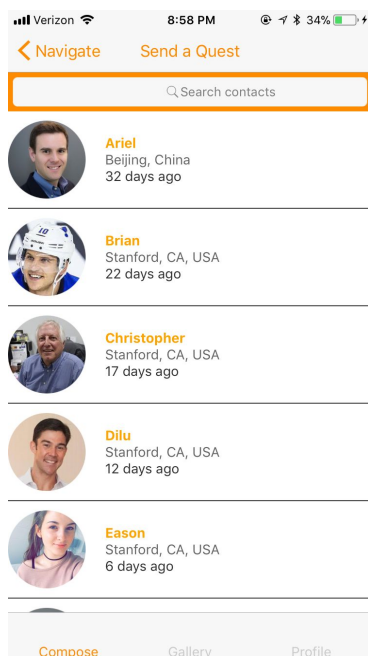 Verizon 8:58 PM 34%
Navigate Send a Quest
Search contacts
Ariel
Beijing, China
32 days ago
Brian
Stanford, CA, USA
22 days ago
Christopher
Stanford, CA, USA
17 days ago
Dilu
Stanford, CA, USA
12 days ago
Eason
Stanford, CA, USA
6 days ago
Compose Gallery Profile